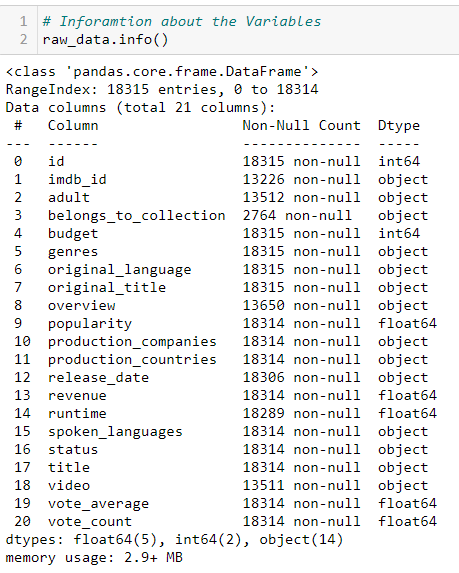 1 # Inforamtion about the Variables
2 raw_data.info()
<class 'pandas.core.frame.DataFrame'>
RangeIndex: 18315 entries, 0 to 18314
Data columns (total 21 columns):
 #   Column                 Non-Null Count  Dtype
---  ------                 --------------  -----
 0   id                     18315 non-null  int64
 1   imdb_id                13226 non-null  object
 2   adult                  13512 non-null  object
 3   belongs_to_collection  2764 non-null   object
 4   budget                 18315 non-null  int64
 5   genres                 18315 non-null  object
 6   original_language      18315 non-null  object
 7   original_title         18315 non-null  object
 8   overview               13650 non-null  object
 9   popularity             18314 non-null  float64
 10  production_companies   18314 non-null  object
 11  production_countries   18314 non-null  object
 12  release_date           18306 non-null  object
 13  revenue                18314 non-null  float64
 14  runtime                18289 non-null  float64
 15  spoken_languages       18314 non-null  object
 16  status                 18314 non-null  object
 17  title                  18314 non-null  object
 18  video                  13511 non-null  object
 19  vote_average           18314 non-null  float64
 20  vote_count             18314 non-null  float64
dtypes: float64(5), int64(2), object(14)
memory usage: 2.9+ MB